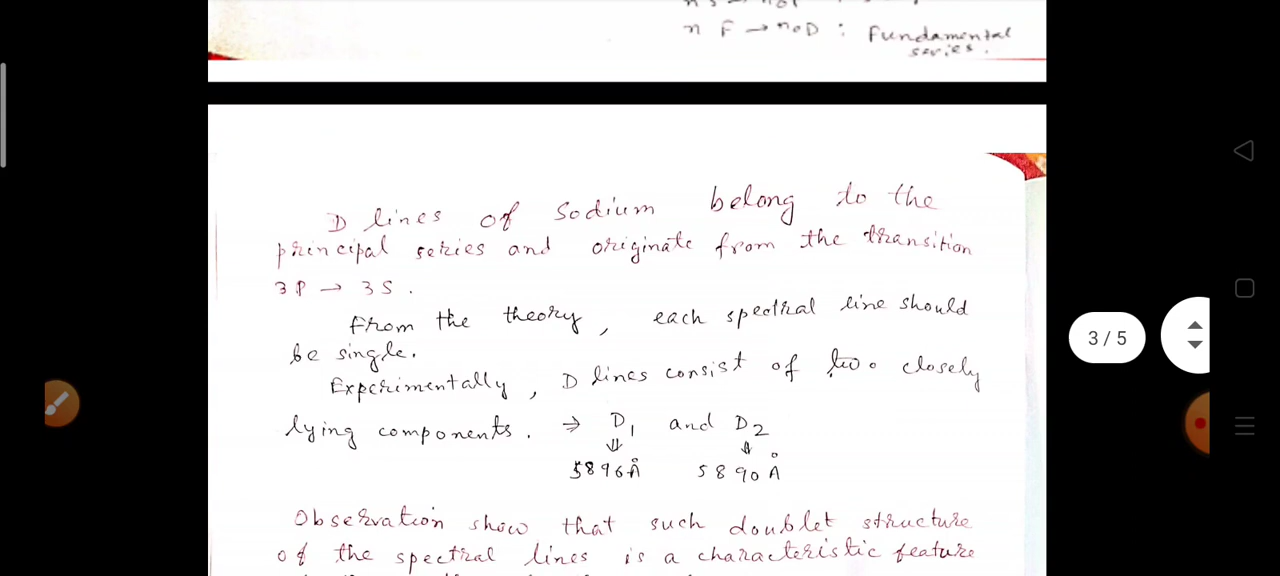 n F → n₀D : Fundamental
series.
D lines of Sodium belong to the
principal series and originate from the transition
3P → 3S.
From the theory, each spectral line should
be single.
Experimentally, D lines consist of two closely
lying components. ⇒ D₁ and D₂
⇓ ⇓
5896Å 5890Å
Observation show that such doublet structure
of the spectral lines is a characteristic feature
3 / 5